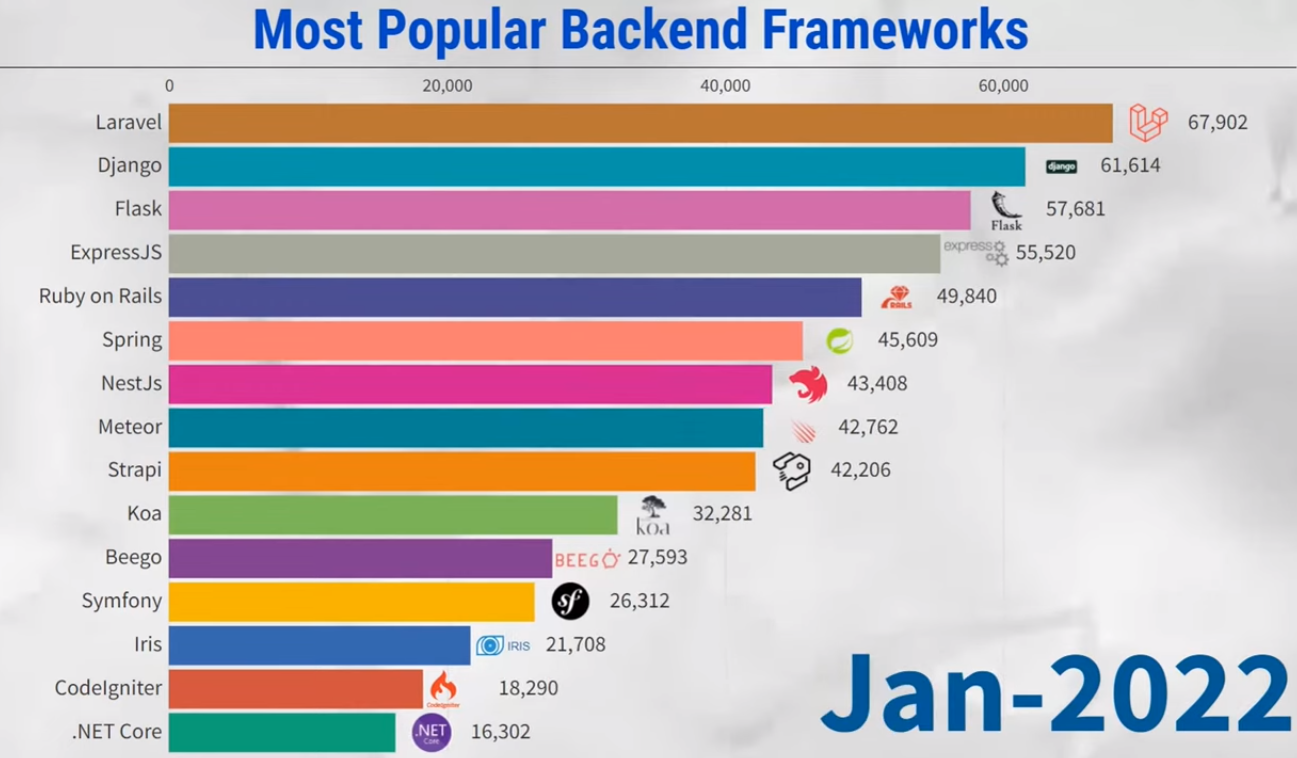 Most Popular Backend Frameworks
0 20,000 40,000 60,000
Laravel 67,902
Django django 61,614
Flask Flask 57,681
ExpressJS express 55,520
Ruby on Rails RAILS 49,840
Spring 45,609
NestJs 43,408
Meteor 42,762
Strapi 42,206
Koa koa 32,281
Beego BEEGO 27,593
Symfony sf 26,312
Iris IRIS 21,708
CodeIgniter CodeIgniter 18,290
.NET Core .NET Core 16,302
Jan-2022